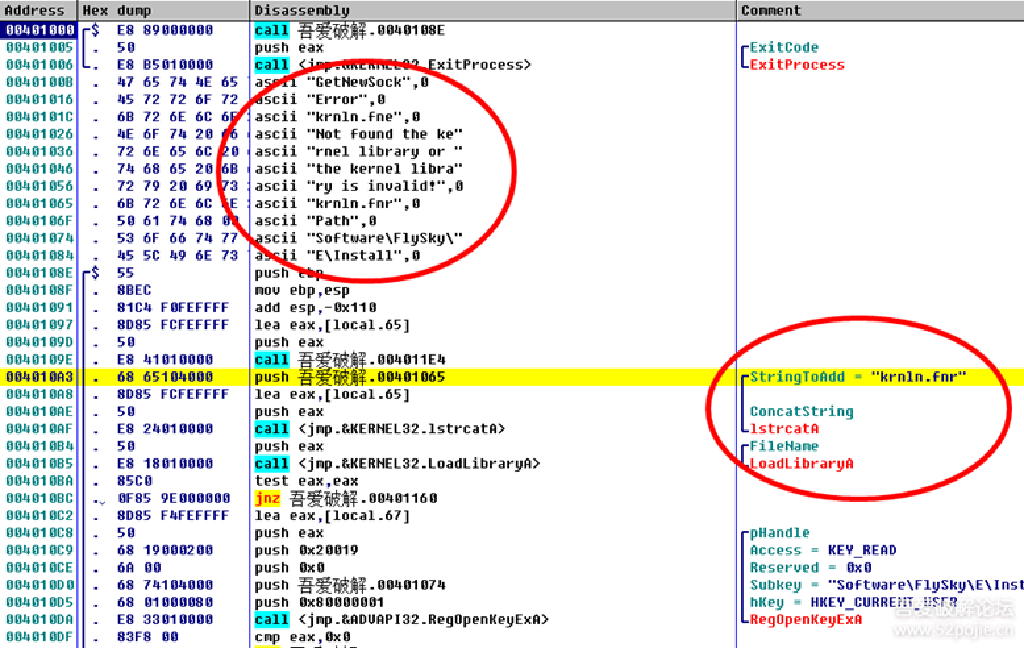 Address Hex dump Disassembly Comment
00401000 $ E8 89000000 call 吾爱破解.0040108E
00401005 . 50 push eax ExitCode
00401006 . E8 B5010000 call <jmp.&KERNEL32.ExitProcess> ExitProcess
0040100B . 47 65 74 4E 65 ascii "GetNewSock",0
00401016 . 45 72 72 6F 72 ascii "Error",0
0040101C . 6B 72 6E 6C 6E ascii "krnln.fne",0
00401026 . 4E 6F 74 20 66 ascii "Not found the ke"
00401036 . 72 6E 65 6C 20 ascii "rnel library or "
00401046 . 74 68 65 20 6B ascii "the kernel libra"
00401056 . 72 79 20 69 73 ascii "ry is invalid!",0
00401065 . 6B 72 6E 6C 6E ascii "krnln.fnr",0
0040106F . 50 61 74 68 00 ascii "Path",0
00401074 . 53 6F 66 74 77 ascii "Software\FlySky\"
00401084 . 45 5C 49 6E 73 ascii "E\Install",0
0040108E $ 55 push ebp
0040108F . 8BEC mov ebp,esp
00401091 . 81C4 F0FEFFFF add esp,-0x110
00401097 . 8D85 FCFEFFFF lea eax,[local.65]
0040109D . 50 push eax
0040109E . E8 41010000 call 吾爱破解.004011E4
004010A3 . 68 65104000 push 吾爱破解.00401065 StringToAdd = "krnln.fnr"
004010A8 . 8D85 FCFEFFFF lea eax,[local.65]
004010AE . 50 push eax ConcatString
004010AF . E8 24010000 call <jmp.&KERNEL32.lstrcatA> lstrcatA
004010B4 . 50 push eax FileName
004010B5 . E8 18010000 call <jmp.&KERNEL32.LoadLibraryA> LoadLibraryA
004010BA . 85C0 test eax,eax
004010BC . 0F85 9E000000 jnz 吾爱破解.00401160
004010C2 . 8D85 F4FEFFFF lea eax,[local.67]
004010C8 . 50 push eax pHandle
004010C9 . 68 19000200 push 0x20019 Access = KEY_READ
004010CE . 6A 00 push 0x0 Reserved = 0x0
004010D0 . 68 74104000 push 吾爱破解.00401074 Subkey = "Software\FlySky\E\Inst
004010D5 . 68 01000080 push 0x80000001 hKey = HKEY_CURRENT_USER
004010DA . E8 33010000 call <jmp.&ADVAPI32.RegOpenKeyExA> RegOpenKeyExA
004010DF . 83F8 00 cmp eax,0x0
吾爱破解论坛
www.52pojie.cn